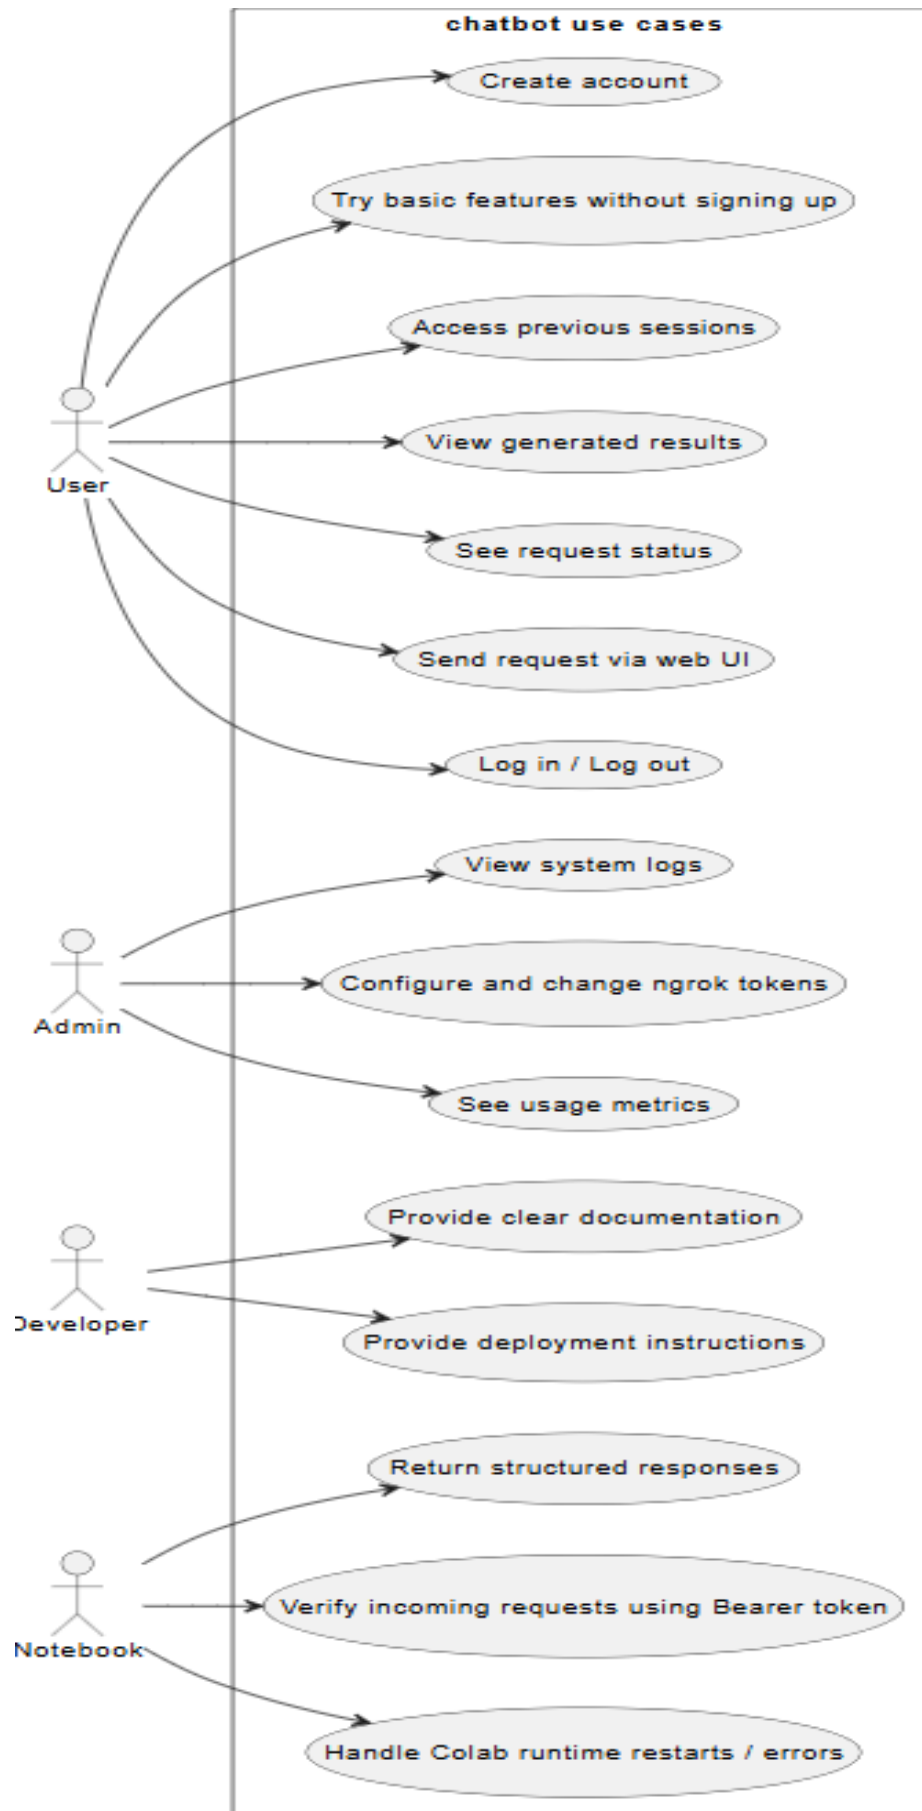 chatbot use cases
Create account
Try basic features without signing up
Access previous sessions
View generated results
User
See request status
Send request via web UI
Log in / Log out
View system logs
Configure and change ngrok tokens
Admin
See usage metrics
Provide clear documentation
Developer
Provide deployment instructions
Return structured responses
Verify incoming requests using Bearer token
Notebook
Handle Colab runtime restarts / errors